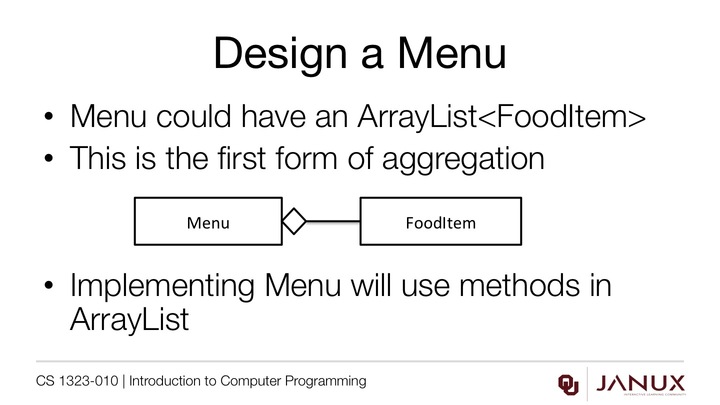 Design a Menu
• Menu could have an ArrayList<FoodItem>
• This is the first form of aggregation
Menu
FoodItem
• Implementing Menu will use methods in
ArrayList
CS 1323-010 | Introduction to Computer Programming
JANUX
INTERACTIVE LEARNING COMMUNITY